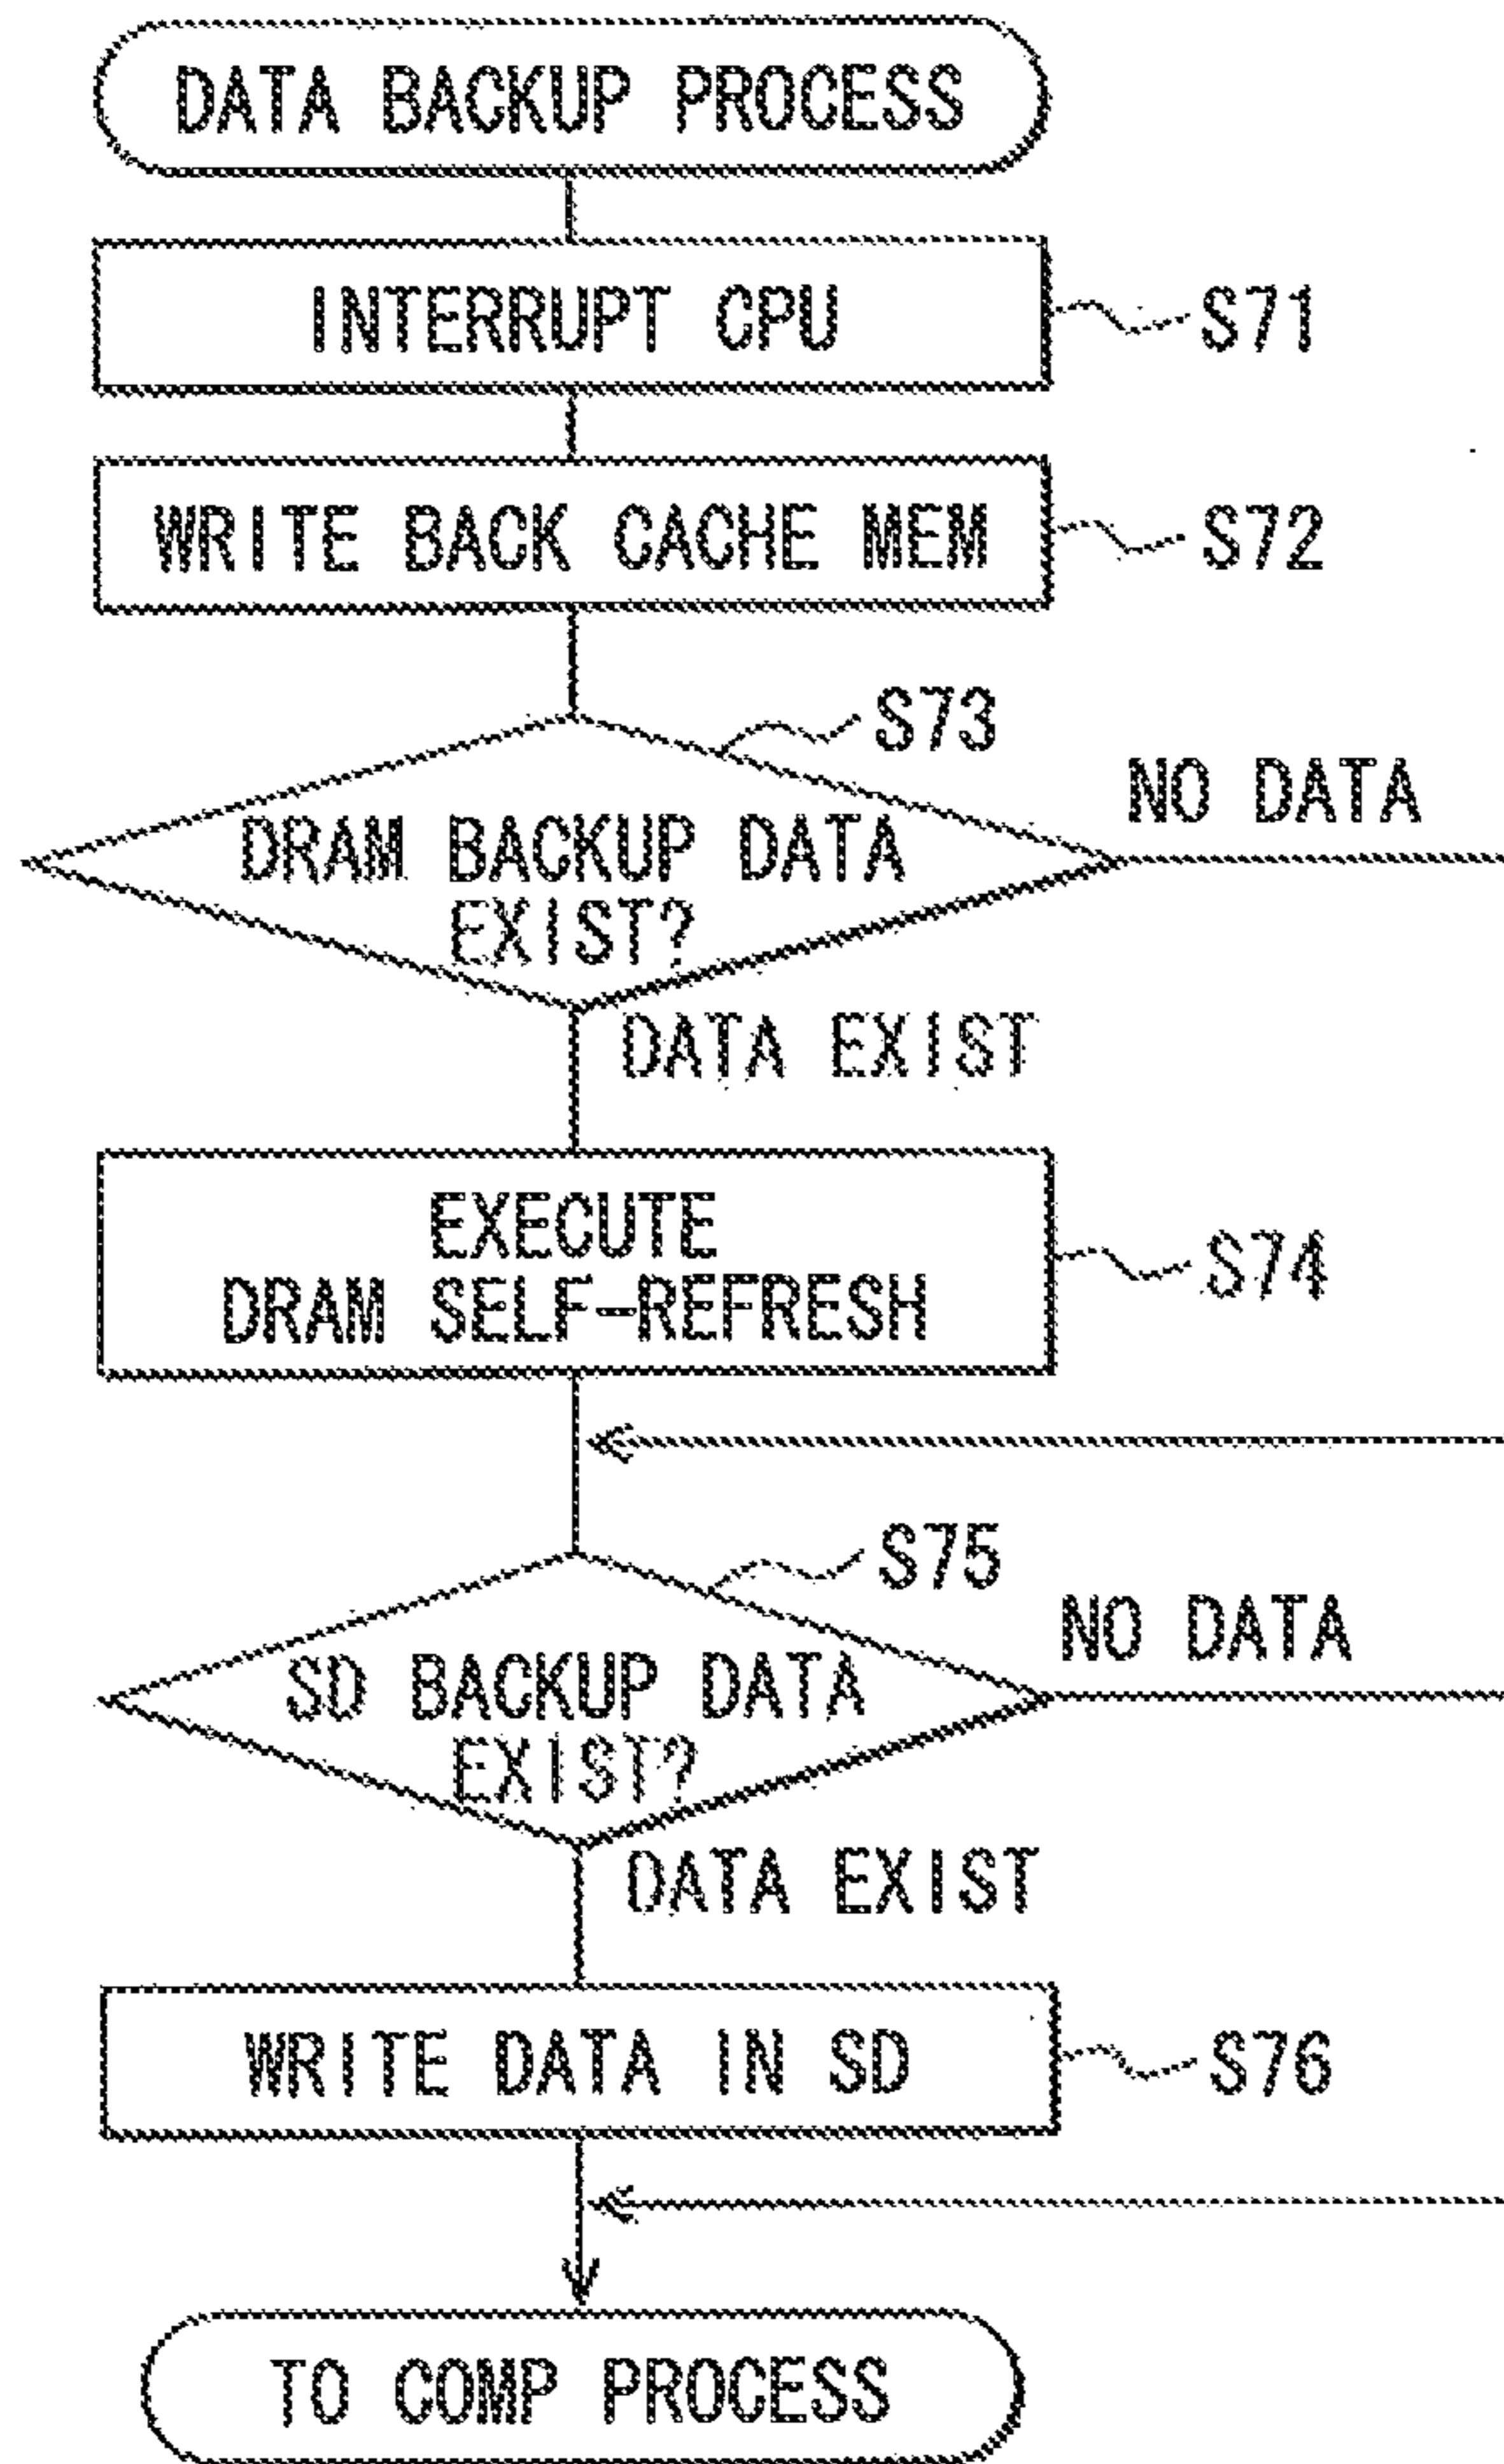 DATA BACKUP PROCESS
INTERRUPT CPU
S71
WRITE BACK CACHE MEM
S72
S73
DRAM BACKUP DATA
EXIST?
NO DATA
DATA EXIST
EXECUTE
DRAM SELF-REFRESH
S74
S75
SD BACKUP DATA
EXIST?
NO DATA
DATA EXIST
WRITE DATA IN SD
S76
TO COMP PROCESS